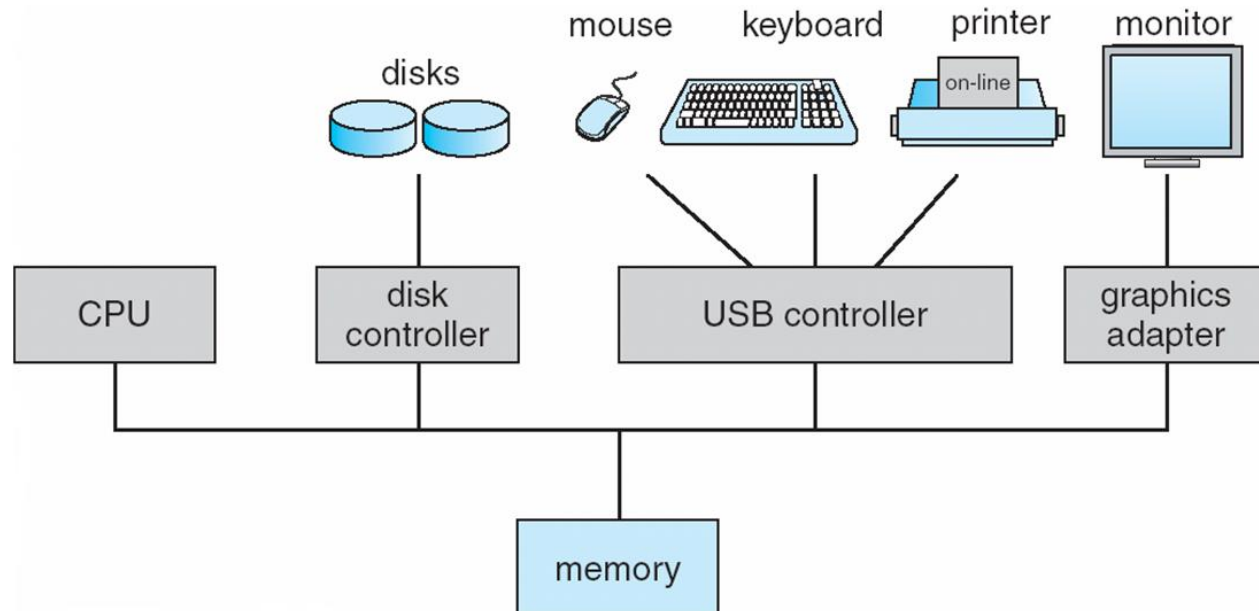 mouse
keyboard
printer
monitor
disks
on-line
CPU
disk
controller
USB controller
graphics
adapter
memory